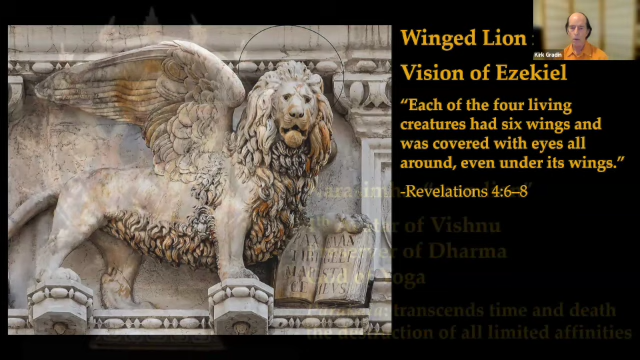 Winged Lion
Vision of Ezekiel
“Each of the four living
creatures had six wings and
was covered with eyes all
around, even under its wings.”
-Revelations 4:6–8
Kirk Gradin
of Vishnu
of Dharma
transcends time and death
the destruction of all limited affinities